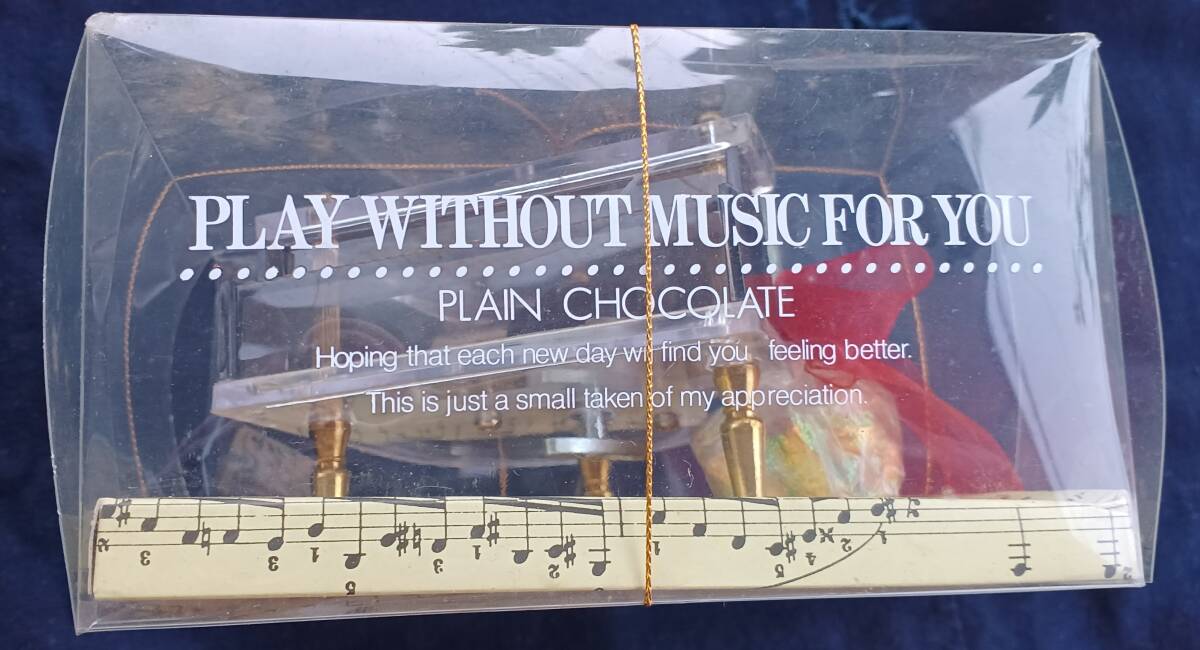 PLAY WITHOUT MUSIC FOR YOU
PLAIN CHOCOLATE
Hoping that each new day will find you feeling better.
This is just a small taken of my appreciation.